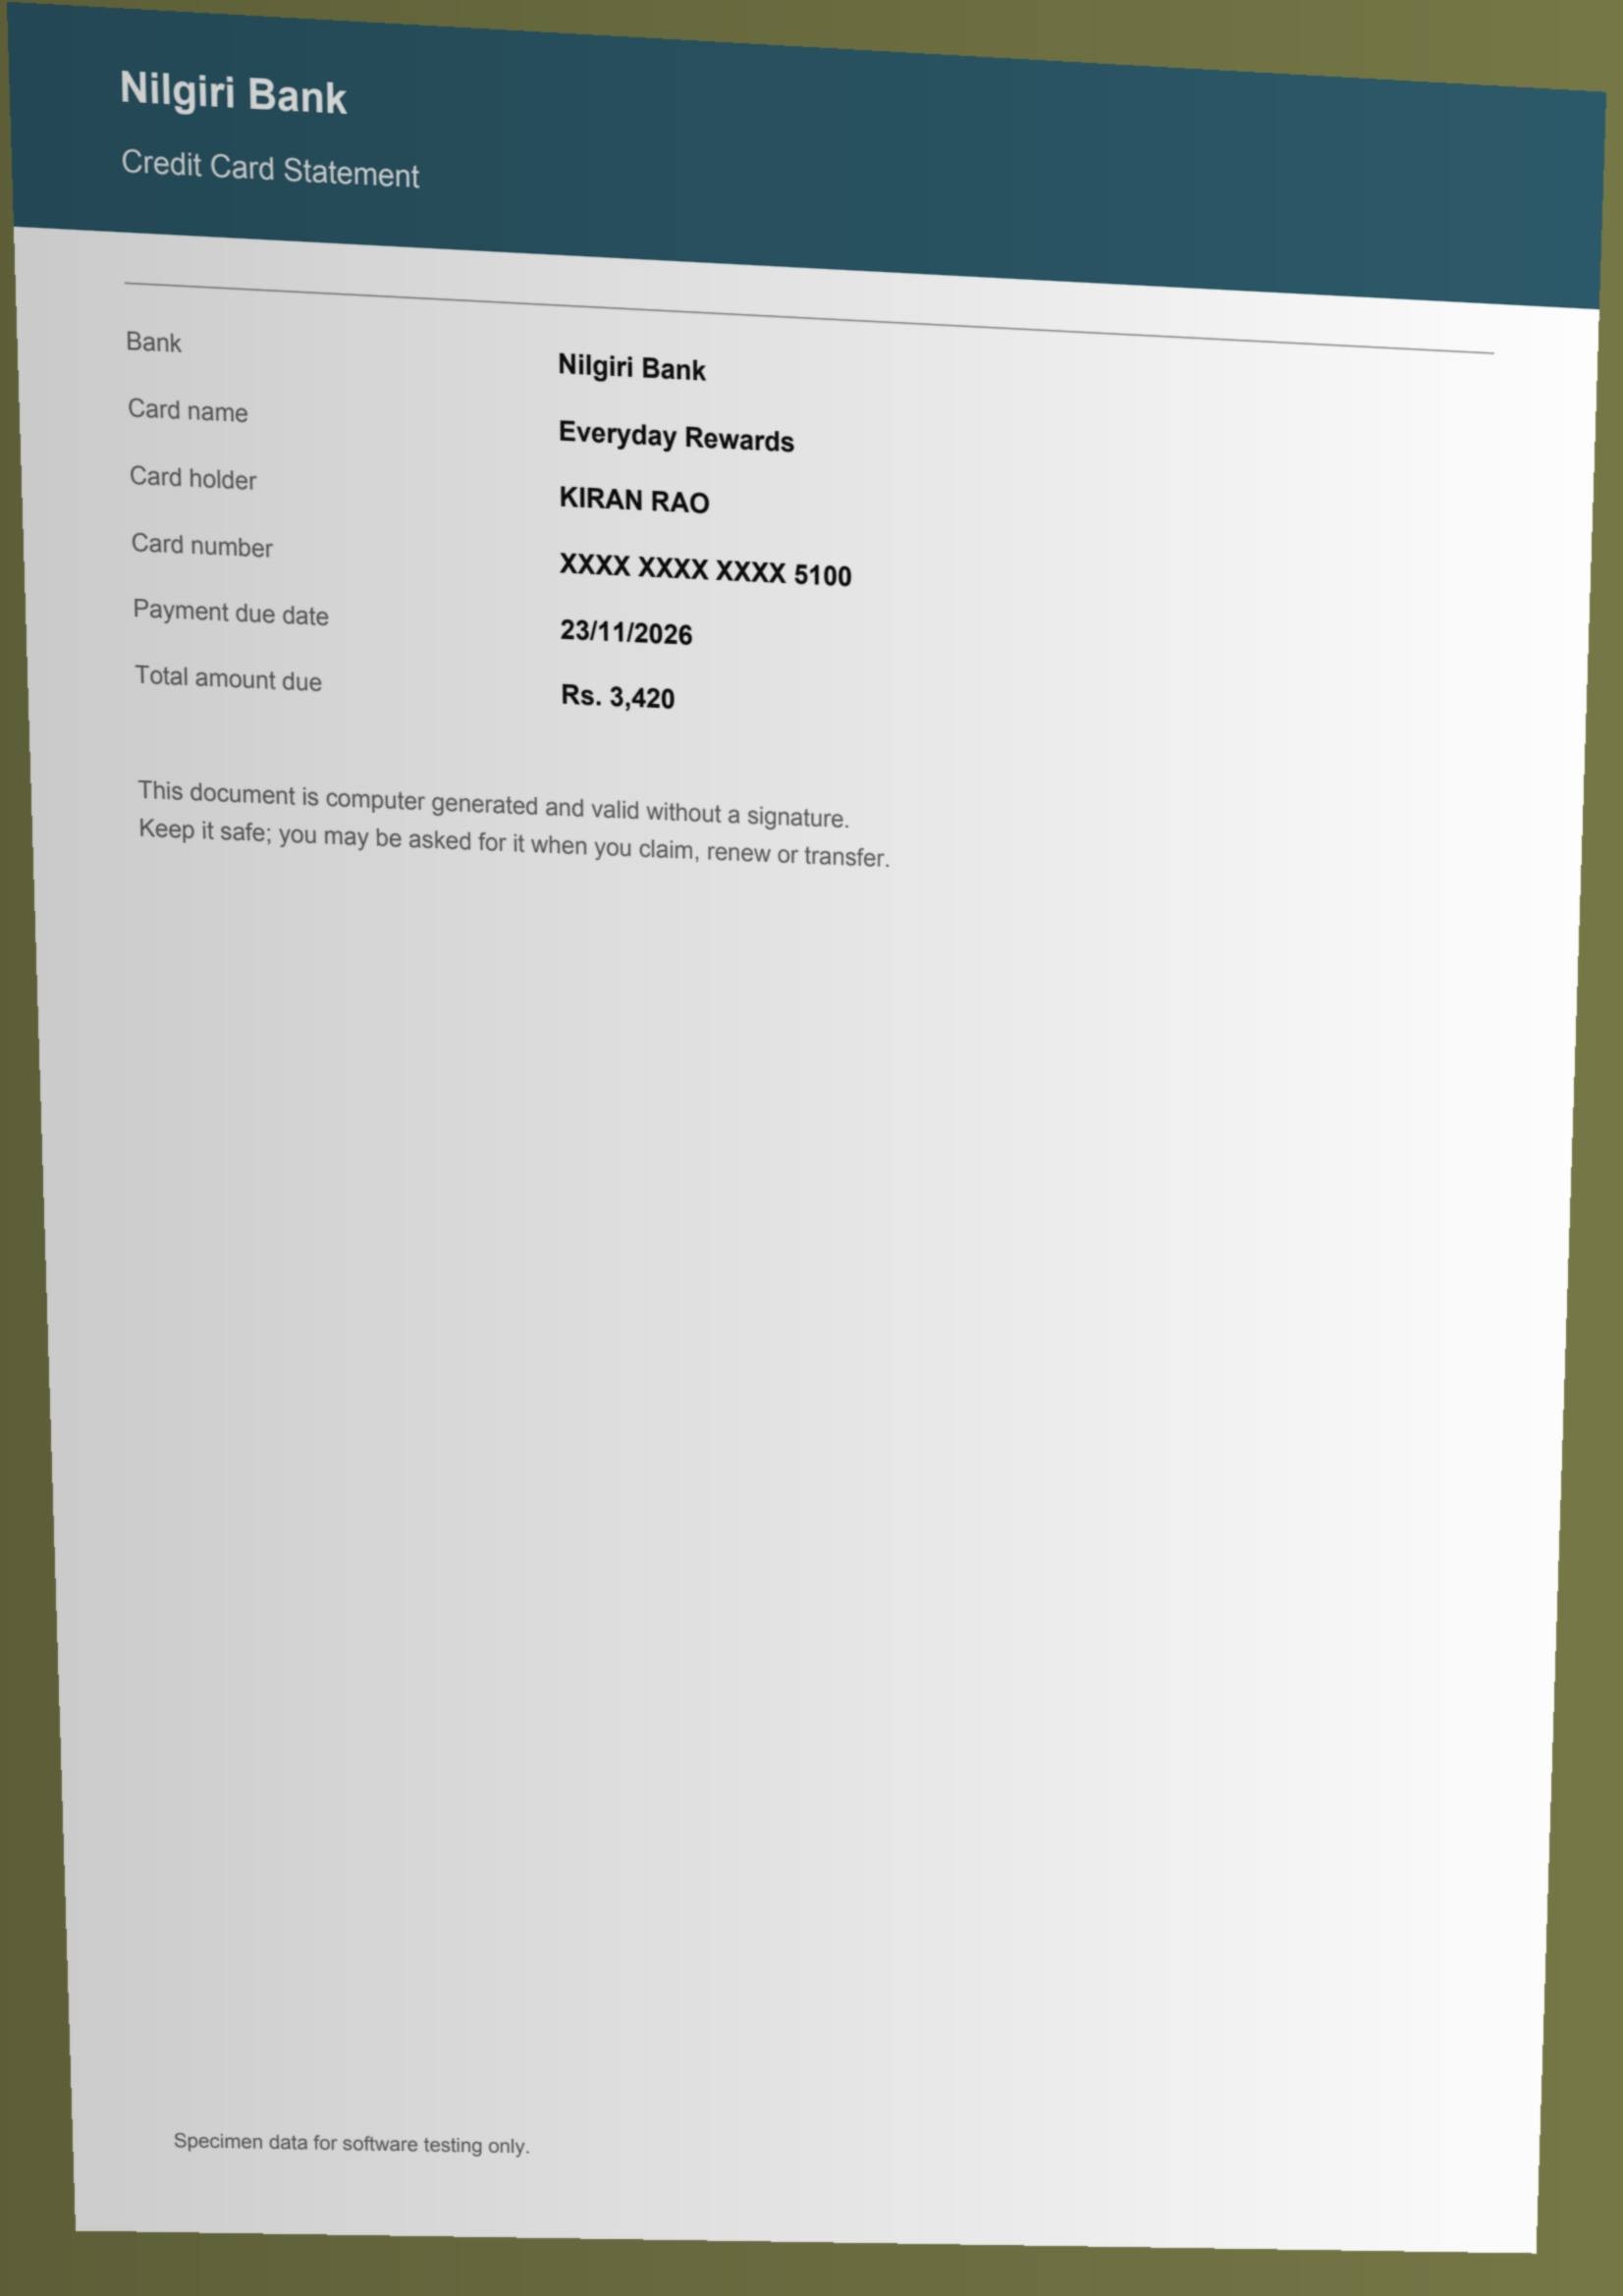 Nilgiri Bank
Credit Card Statement
Bank Nilgiri Bank
Card name Everyday Rewards
Card holder KIRAN RAO
Card number XXXX XXXX XXXX 5100
Payment due date 23/11/2026
Total amount due Rs. 3,420
This document is computer generated and valid without a signature.
Keep it safe; you may be asked for it when you claim, renew or transfer.
Specimen data for software testing only.